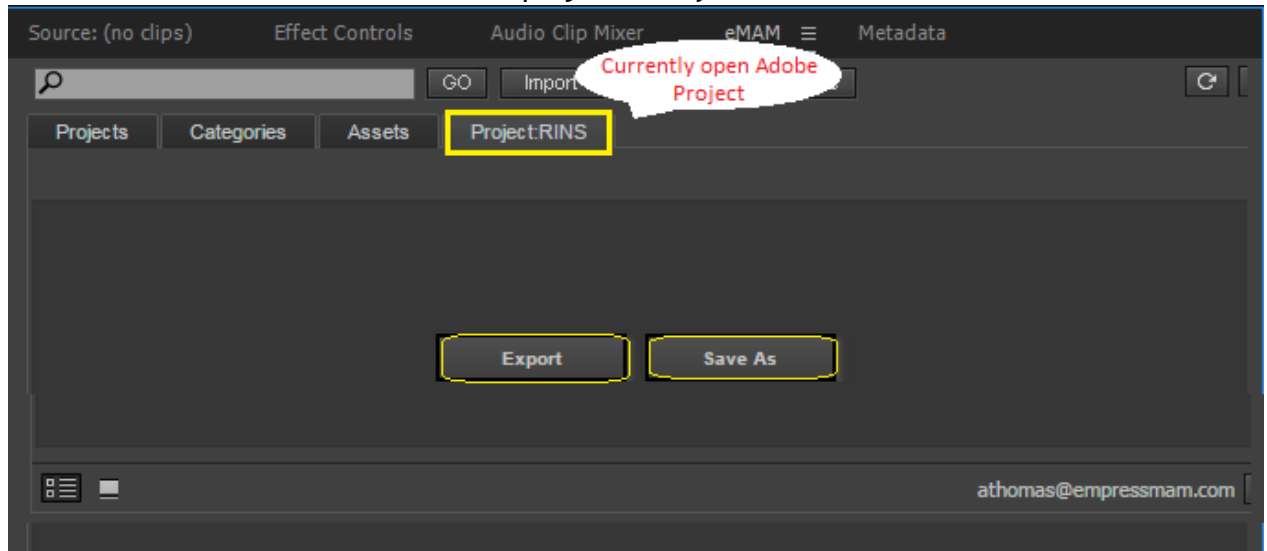 Source: (no clips) Effect Controls Audio Clip Mixer eMAM Metadata
GO Import
Currently open Adobe
Project
Projects Categories Assets Project:RINS
Export Save As
athomas@empressmam.com